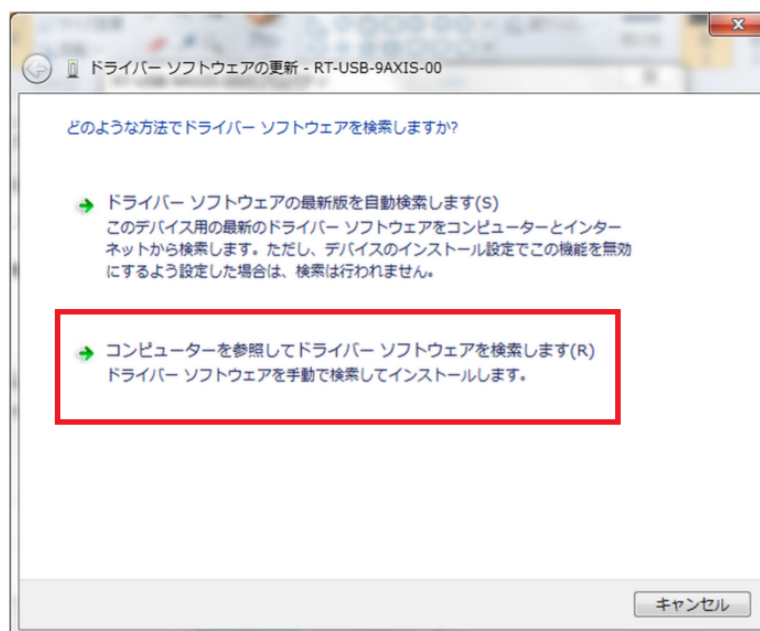 ドライバー ソフトウェアの更新 - RT-USB-9AXIS-00
どのような方法でドライバー ソフトウェアを検索しますか?
ドライバー ソフトウェアの最新版を自動検索します(S)
このデバイス用の最新のドライバー ソフトウェアをコンピューターとインター
ネットから検索します。ただし、デバイスのインストール設定でこの機能を無効
にするよう設定した場合は、検索は行われません。
コンピューターを参照してドライバー ソフトウェアを検索します(R)
ドライバー ソフトウェアを手動で検索してインストールします。
キャンセル